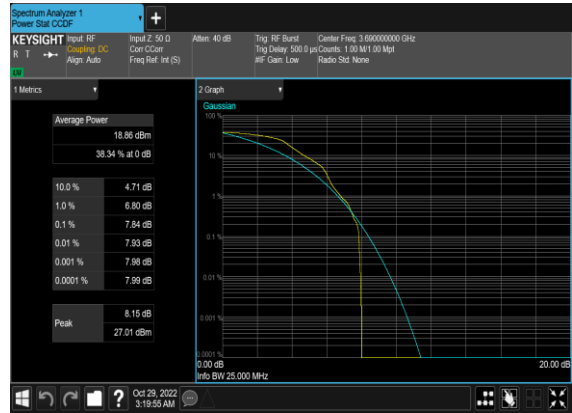 Spectrum Analyzer 1
Power Stat CCDF
KEYSIGHT
R T
LV
Input: RF
Coupling: DC
Align: Auto
Input Z: 50 Ω
Corr CCorr
Freq Ref: Int (S)
Atten: 40 dB
Trig: RF Burst
Trig Delay: 500.0 µs
#IF Gain: Low
Center Freq: 3.690000000 GHz
Counts: 1.00 M/1.00 Mpt
Radio Std: None
1 Metrics
Average Power
18.86 dBm
38.34 % at 0 dB
10.0 % 4.71 dB
1.0 % 6.80 dB
0.1 % 7.84 dB
0.01 % 7.93 dB
0.001 % 7.98 dB
0.0001 % 7.99 dB
Peak
8.15 dB
27.01 dBm
2 Graph
Gaussian
100 %
10 %
1 %
0.1 %
0.01 %
0.001 %
0.0001 %
0.00 dB
20.00 dB
Info BW 25.000 MHz
?
Oct 29, 2022
3:19:55 AM